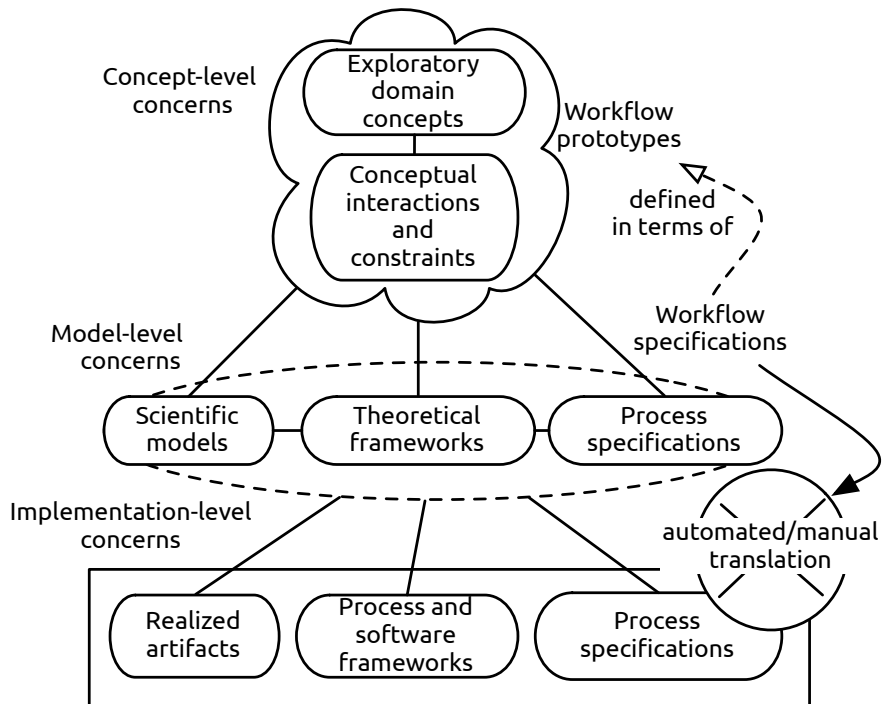 Concept-level
concerns
Exploratory
domain
concepts
Workflow
prototypes
Conceptual
interactions
and
constraints
defined
in terms of
Workflow
specifications
Model-level
concerns
Scientific
models
Theoretical
frameworks
Process
specifications
Implementation-level
concerns
automated/manual
translation
Realized
artifacts
Process and
software
frameworks
Process
specifications